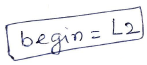 begin = L2